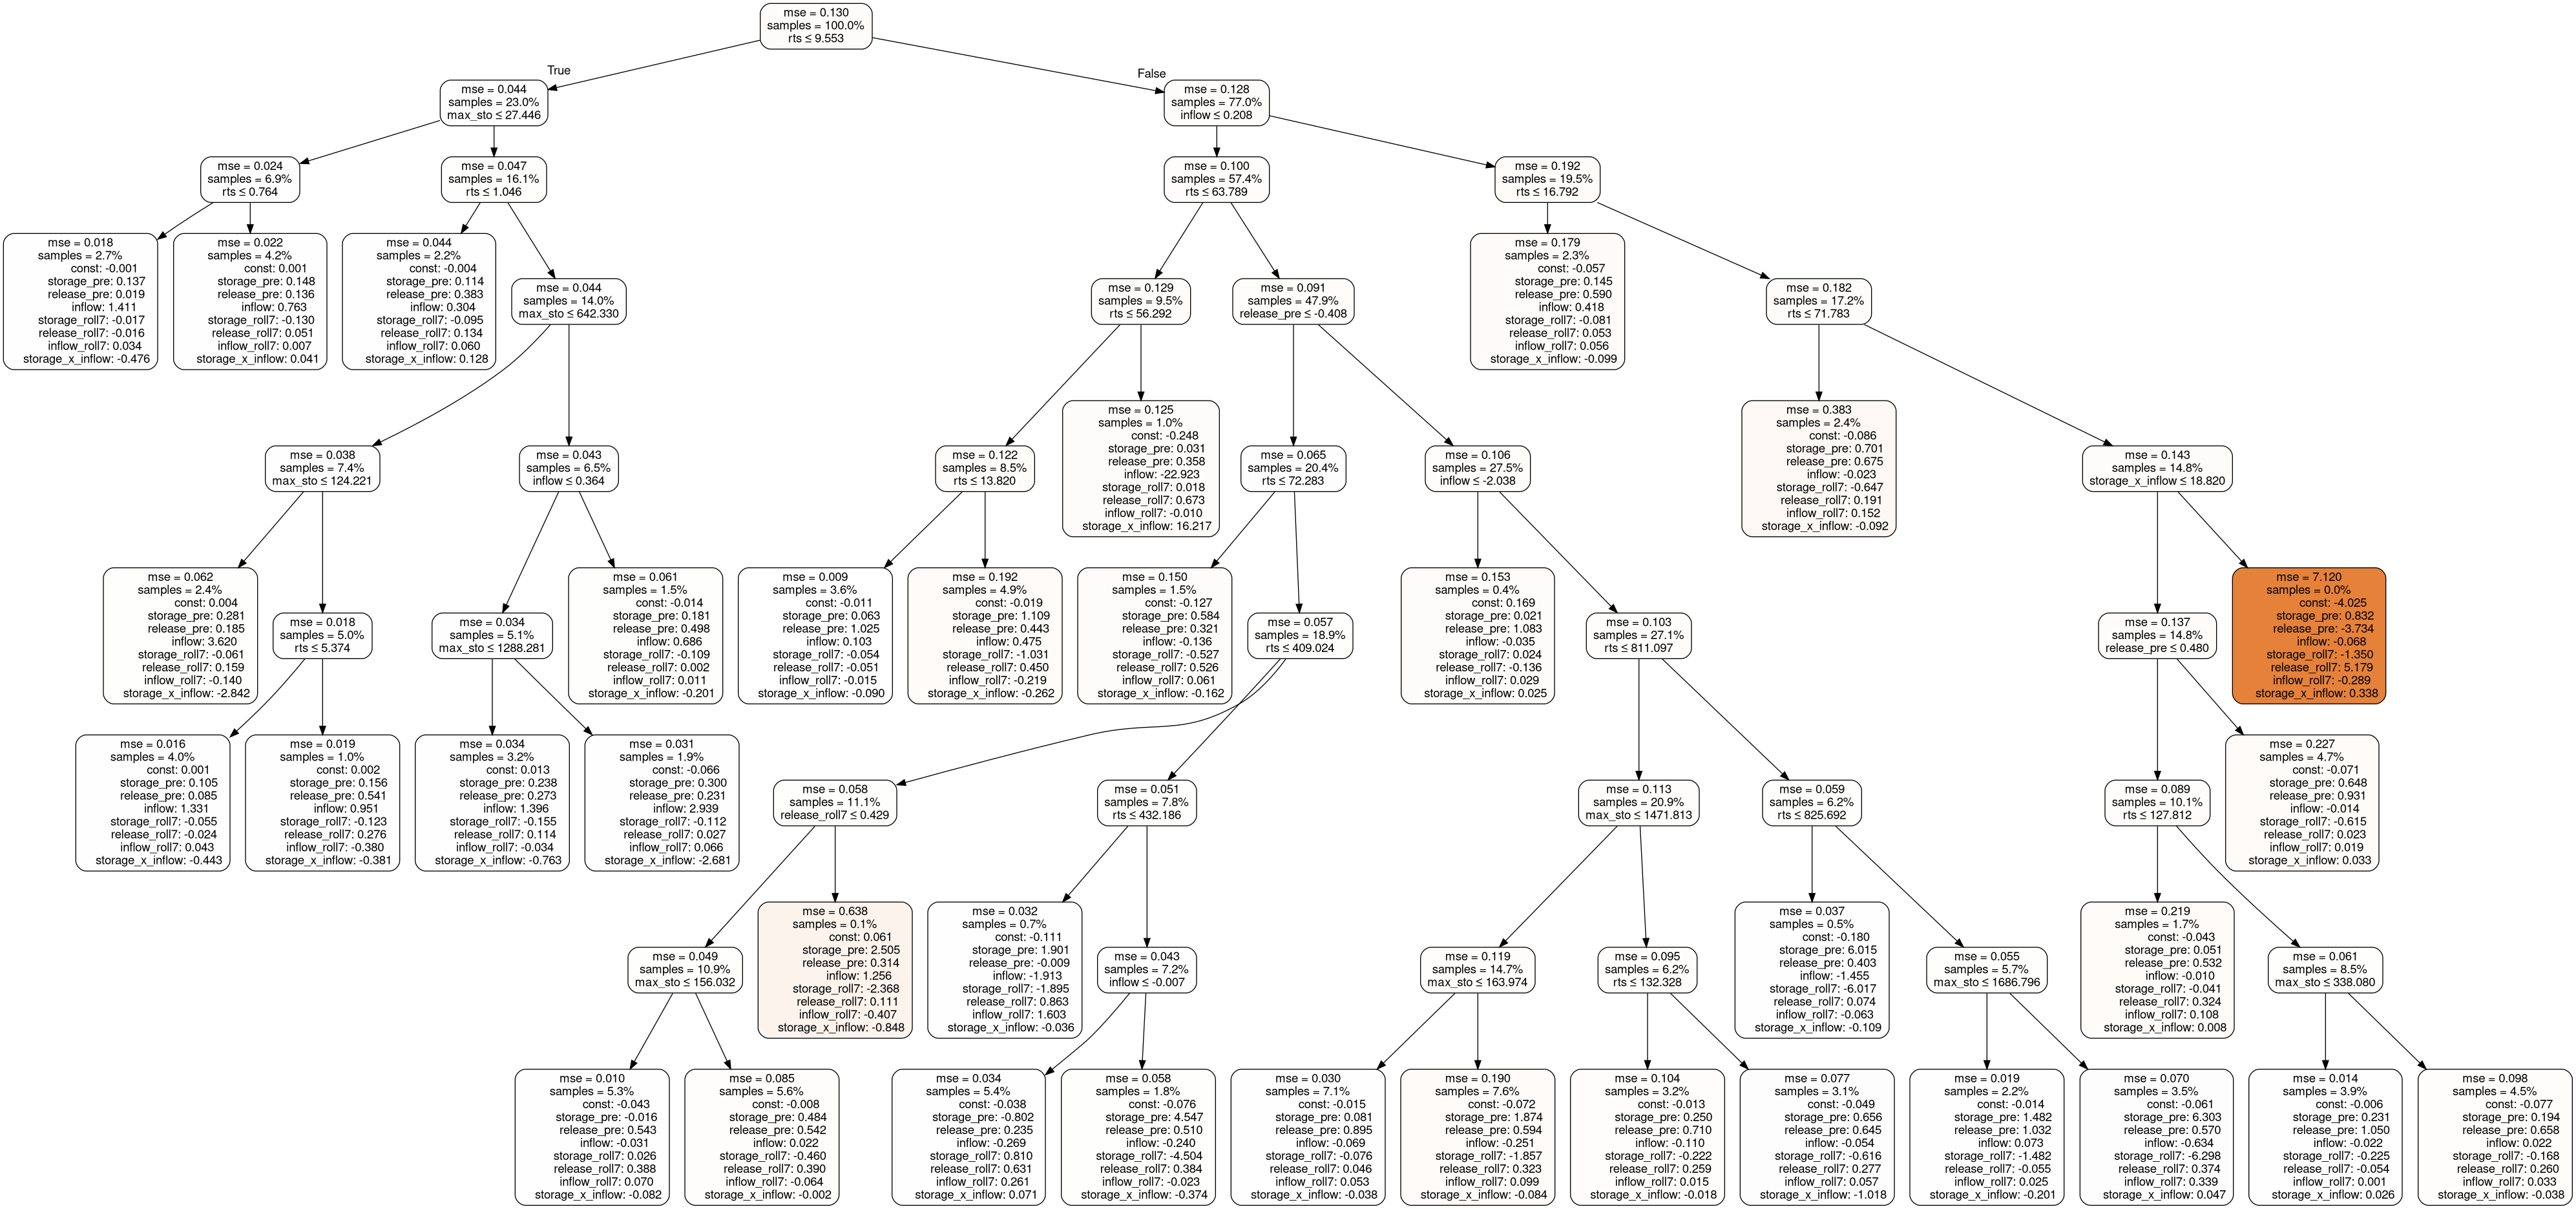 mse = 0.130
samples = 100.0%
rts ≤ 9.553
True
False
mse = 0.044
samples = 23.0%
max_sto ≤ 27.446
mse = 0.128
samples = 77.0%
inflow ≤ 0.208
mse = 0.024
samples = 6.9%
rts ≤ 0.764
mse = 0.047
samples = 16.1%
rts ≤ 1.046
mse = 0.100
samples = 57.4%
rts ≤ 63.789
mse = 0.192
samples = 19.5%
rts ≤ 16.792
mse = 0.018
samples = 2.7%
const: -0.001
storage_pre: 0.137
release_pre: 0.019
inflow: 1.411
storage_roll7: -0.017
release_roll7: -0.016
inflow_roll7: 0.034
storage_x_inflow: -0.476
mse = 0.022
samples = 4.2%
const: 0.001
storage_pre: 0.148
release_pre: 0.136
inflow: 0.763
storage_roll7: -0.130
release_roll7: 0.051
inflow_roll7: 0.007
storage_x_inflow: 0.041
mse = 0.044
samples = 2.2%
const: -0.004
storage_pre: 0.114
release_pre: 0.383
inflow: 0.304
storage_roll7: -0.095
release_roll7: 0.134
inflow_roll7: 0.060
storage_x_inflow: 0.128
mse = 0.044
samples = 14.0%
max_sto ≤ 642.330
mse = 0.129
samples = 9.5%
rts ≤ 56.292
mse = 0.091
samples = 47.9%
release_pre ≤ -0.408
mse = 0.179
samples = 2.3%
const: -0.057
storage_pre: 0.145
release_pre: 0.590
inflow: 0.418
storage_roll7: -0.081
release_roll7: 0.053
inflow_roll7: 0.056
storage_x_inflow: -0.099
mse = 0.182
samples = 17.2%
rts ≤ 71.783
mse = 0.038
samples = 7.4%
max_sto ≤ 124.221
mse = 0.043
samples = 6.5%
inflow ≤ 0.364
mse = 0.122
samples = 8.5%
rts ≤ 13.820
mse = 0.125
samples = 1.0%
const: -0.248
storage_pre: 0.031
release_pre: 0.358
inflow: -22.923
storage_roll7: 0.018
release_roll7: 0.673
inflow_roll7: -0.010
storage_x_inflow: 16.217
mse = 0.065
samples = 20.4%
rts ≤ 72.283
mse = 0.106
samples = 27.5%
inflow ≤ -2.038
mse = 0.383
samples = 2.4%
const: -0.086
storage_pre: 0.701
release_pre: 0.675
inflow: -0.023
storage_roll7: -0.647
release_roll7: 0.191
inflow_roll7: 0.152
storage_x_inflow: -0.092
mse = 0.143
samples = 14.8%
storage_x_inflow ≤ 18.820
mse = 0.062
samples = 2.4%
const: 0.004
storage_pre: 0.281
release_pre: 0.185
inflow: 3.620
storage_roll7: -0.061
release_roll7: 0.159
inflow_roll7: -0.140
storage_x_inflow: -2.842
mse = 0.018
samples = 5.0%
rts ≤ 5.374
mse = 0.034
samples = 5.1%
max_sto ≤ 1288.281
mse = 0.061
samples = 1.5%
const: -0.014
storage_pre: 0.181
release_pre: 0.498
inflow: 0.686
storage_roll7: -0.109
release_roll7: 0.002
inflow_roll7: 0.011
storage_x_inflow: -0.201
mse = 0.009
samples = 3.6%
const: -0.011
storage_pre: 0.063
release_pre: 1.025
inflow: 0.103
storage_roll7: -0.054
release_roll7: -0.051
inflow_roll7: -0.015
storage_x_inflow: -0.090
mse = 0.192
samples = 4.9%
const: -0.019
storage_pre: 1.109
release_pre: 0.443
inflow: 0.475
storage_roll7: -1.031
release_roll7: 0.450
inflow_roll7: -0.219
storage_x_inflow: -0.262
mse = 0.150
samples = 1.5%
const: -0.127
storage_pre: 0.584
release_pre: 0.321
inflow: -0.136
storage_roll7: -0.527
release_roll7: 0.526
inflow_roll7: 0.061
storage_x_inflow: -0.162
mse = 0.057
samples = 18.9%
rts ≤ 409.024
mse = 0.153
samples = 0.4%
const: 0.169
storage_pre: 0.021
release_pre: 1.083
inflow: -0.035
storage_roll7: 0.024
release_roll7: -0.136
inflow_roll7: 0.029
storage_x_inflow: 0.025
mse = 0.103
samples = 27.1%
rts ≤ 811.097
mse = 0.137
samples = 14.8%
release_pre ≤ 0.480
mse = 7.120
samples = 0.0%
const: -4.025
storage_pre: 0.832
release_pre: -3.734
inflow: -0.068
storage_roll7: -1.350
release_roll7: 5.179
inflow_roll7: -0.289
storage_x_inflow: 0.338
mse = 0.016
samples = 4.0%
const: 0.001
storage_pre: 0.105
release_pre: 0.085
inflow: 1.331
storage_roll7: -0.055
release_roll7: -0.024
inflow_roll7: 0.043
storage_x_inflow: -0.443
mse = 0.019
samples = 1.0%
const: 0.002
storage_pre: 0.156
release_pre: 0.541
inflow: 0.951
storage_roll7: -0.123
release_roll7: 0.276
inflow_roll7: -0.380
storage_x_inflow: -0.381
mse = 0.034
samples = 3.2%
const: 0.013
storage_pre: 0.238
release_pre: 0.273
inflow: 1.396
storage_roll7: -0.155
release_roll7: 0.114
inflow_roll7: -0.034
storage_x_inflow: -0.763
mse = 0.031
samples = 1.9%
const: -0.066
storage_pre: 0.300
release_pre: 0.231
inflow: 2.939
storage_roll7: -0.112
release_roll7: 0.027
inflow_roll7: 0.066
storage_x_inflow: -2.681
mse = 0.058
samples = 11.1%
release_roll7 ≤ 0.429
mse = 0.051
samples = 7.8%
rts ≤ 432.186
mse = 0.113
samples = 20.9%
max_sto ≤ 1471.813
mse = 0.059
samples = 6.2%
rts ≤ 825.692
mse = 0.089
samples = 10.1%
rts ≤ 127.812
mse = 0.227
samples = 4.7%
const: -0.071
storage_pre: 0.648
release_pre: 0.931
inflow: -0.014
storage_roll7: -0.615
release_roll7: 0.023
inflow_roll7: 0.019
storage_x_inflow: 0.033
mse = 0.049
samples = 10.9%
max_sto ≤ 156.032
mse = 0.638
samples = 0.1%
const: 0.061
storage_pre: 2.505
release_pre: 0.314
inflow: 1.256
storage_roll7: -2.368
release_roll7: 0.111
inflow_roll7: -0.407
storage_x_inflow: -0.848
mse = 0.032
samples = 0.7%
const: -0.111
storage_pre: 1.901
release_pre: -0.009
inflow: -1.913
storage_roll7: -1.895
release_roll7: 0.863
inflow_roll7: 1.603
storage_x_inflow: -0.036
mse = 0.043
samples = 7.2%
inflow ≤ -0.007
mse = 0.119
samples = 14.7%
max_sto ≤ 163.974
mse = 0.095
samples = 6.2%
rts ≤ 132.328
mse = 0.037
samples = 0.5%
const: -0.180
storage_pre: 6.015
release_pre: 0.403
inflow: -1.455
storage_roll7: -6.017
release_roll7: 0.074
inflow_roll7: -0.063
storage_x_inflow: -0.109
mse = 0.055
samples = 5.7%
max_sto ≤ 1686.796
mse = 0.219
samples = 1.7%
const: -0.043
storage_pre: 0.051
release_pre: 0.532
inflow: -0.010
storage_roll7: -0.041
release_roll7: 0.324
inflow_roll7: 0.108
storage_x_inflow: 0.008
mse = 0.061
samples = 8.5%
max_sto ≤ 338.080
mse = 0.010
samples = 5.3%
const: -0.043
storage_pre: -0.016
release_pre: 0.543
inflow: -0.031
storage_roll7: 0.026
release_roll7: 0.388
inflow_roll7: 0.070
storage_x_inflow: -0.082
mse = 0.085
samples = 5.6%
const: -0.008
storage_pre: 0.484
release_pre: 0.542
inflow: 0.022
storage_roll7: -0.460
release_roll7: 0.390
inflow_roll7: -0.064
storage_x_inflow: -0.002
mse = 0.034
samples = 5.4%
const: -0.038
storage_pre: -0.802
release_pre: 0.235
inflow: -0.269
storage_roll7: 0.810
release_roll7: 0.631
inflow_roll7: 0.261
storage_x_inflow: 0.071
mse = 0.058
samples = 1.8%
const: -0.076
storage_pre: 4.547
release_pre: 0.510
inflow: -0.240
storage_roll7: -4.504
release_roll7: 0.384
inflow_roll7: -0.023
storage_x_inflow: -0.374
mse = 0.030
samples = 7.1%
const: -0.015
storage_pre: 0.081
release_pre: 0.895
inflow: -0.069
storage_roll7: -0.076
release_roll7: 0.046
inflow_roll7: 0.053
storage_x_inflow: -0.038
mse = 0.190
samples = 7.6%
const: -0.072
storage_pre: 1.874
release_pre: 0.594
inflow: -0.251
storage_roll7: -1.857
release_roll7: 0.323
inflow_roll7: 0.099
storage_x_inflow: -0.084
mse = 0.104
samples = 3.2%
const: -0.013
storage_pre: 0.250
release_pre: 0.710
inflow: -0.110
storage_roll7: -0.222
release_roll7: 0.259
inflow_roll7: 0.015
storage_x_inflow: -0.018
mse = 0.077
samples = 3.1%
const: -0.049
storage_pre: 0.656
release_pre: 0.645
inflow: -0.054
storage_roll7: -0.616
release_roll7: 0.277
inflow_roll7: 0.057
storage_x_inflow: -1.018
mse = 0.019
samples = 2.2%
const: -0.014
storage_pre: 1.482
release_pre: 1.032
inflow: 0.073
storage_roll7: -1.482
release_roll7: -0.055
inflow_roll7: 0.025
storage_x_inflow: -0.201
mse = 0.070
samples = 3.5%
const: -0.061
storage_pre: 6.303
release_pre: 0.570
inflow: -0.634
storage_roll7: -6.298
release_roll7: 0.374
inflow_roll7: 0.339
storage_x_inflow: 0.047
mse = 0.014
samples = 3.9%
const: -0.006
storage_pre: 0.231
release_pre: 1.050
inflow: -0.022
storage_roll7: -0.225
release_roll7: -0.054
inflow_roll7: 0.001
storage_x_inflow: 0.026
mse = 0.098
samples = 4.5%
const: -0.077
storage_pre: 0.194
release_pre: 0.658
inflow: 0.022
storage_roll7: -0.168
release_roll7: 0.260
inflow_roll7: 0.033
storage_x_inflow: -0.038